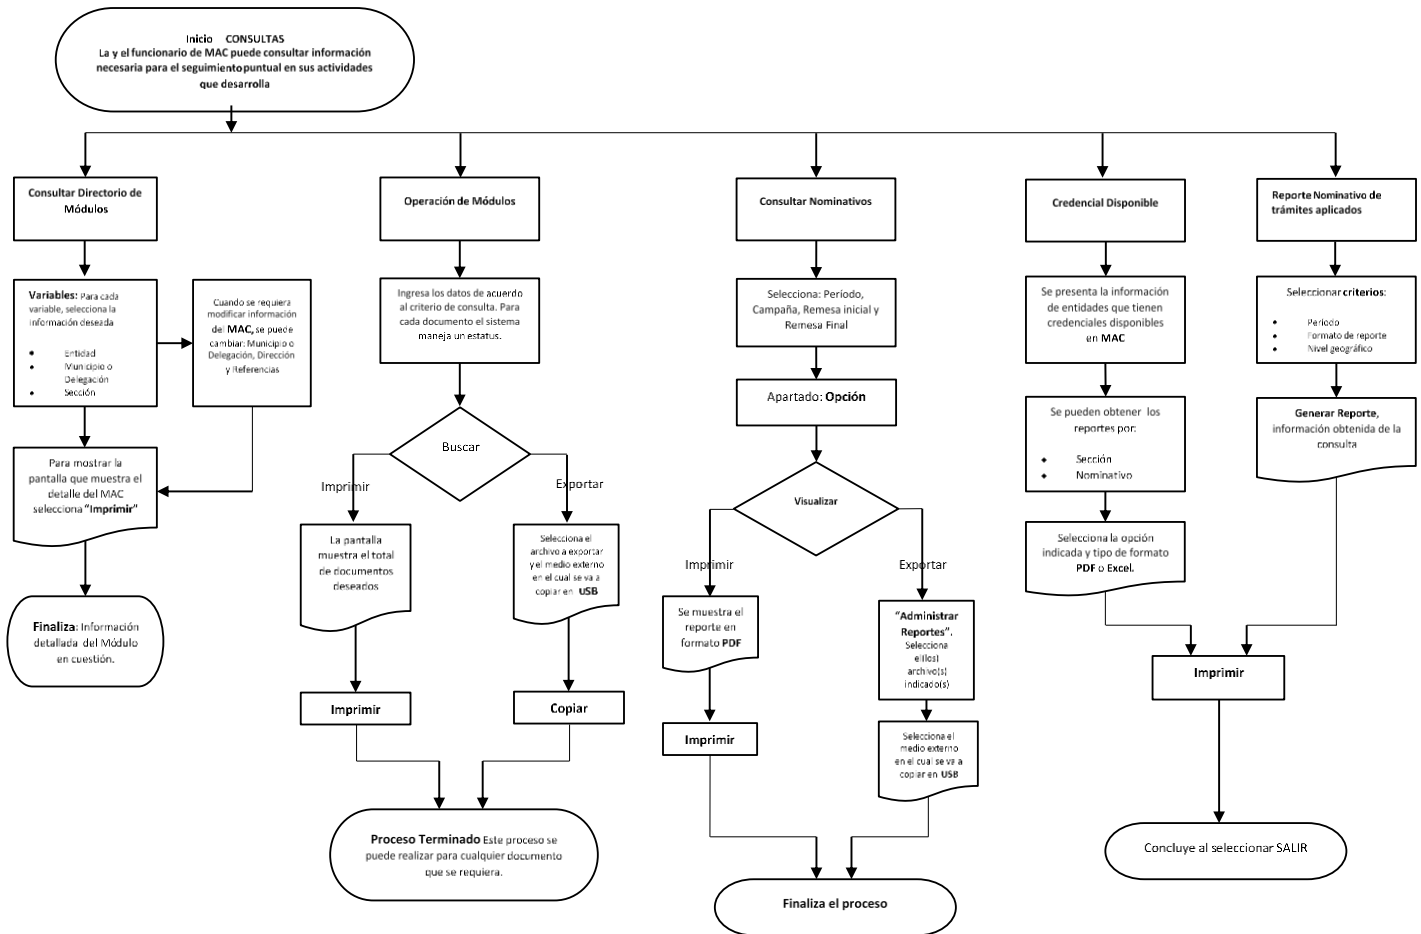 Inicio CONSULTAS
La y el funcionario de MAC puede consultar información
necesaria para el seguimiento puntual en sus actividades
que desarrolla
Consultar Directorio de
Módulos
Variables: Para cada
variable, selecciona la
información deseada
• Entidad
• Municipio o
Delegación
• Sección
Cuando se requiera
modificar información
del MAC, se puede
cambiar: Municipio o
Delegación, Dirección
y Referencias
Para mostrar la
pantalla que muestra el
detalle del MAC
selecciona “Imprimir”
Finaliza: Información
detallada del Módulo
en cuestión.
Operación de Módulos
Ingresa los datos de acuerdo
al criterio de consulta. Para
cada documento el sistema
maneja un estatus.
Buscar
Imprimir
Exportar
La pantalla
muestra el total
de documentos
deseados
Selecciona el
archivo a exportar
y el medio externo
en el cual se va a
copiar en USB
Imprimir
Copiar
Proceso Terminado Este proceso se
puede realizar para cualquier documento
que se requiera.
Consultar Nominativos
Selecciona: Período,
Campaña, Remesa inicial y
Remesa Final
Apartado: Opción
Visualizar
Imprimir
Exportar
Se muestra el
reporte en
formato PDF
“Administrar
Reportes”.
Selecciona
el(los)
archivo(s)
indicado(s)
Imprimir
Selecciona el
medio externo
en el cual se va a
copiar en USB
Finaliza el proceso
Credencial Disponible
Se presenta la información
de entidades que tienen
credenciales disponibles
en MAC
Se pueden obtener los
reportes por:
• Sección
• Nominativo
Selecciona la opción
indicada y tipo de formato
PDF o Excel.
Reporte Nominativo de
trámites aplicados
Seleccionar criterios:
• Periodo
• Formato de reporte
• Nivel geográfico
Generar Reporte,
información obtenida de la
consulta
Imprimir
Concluye al seleccionar SALIR